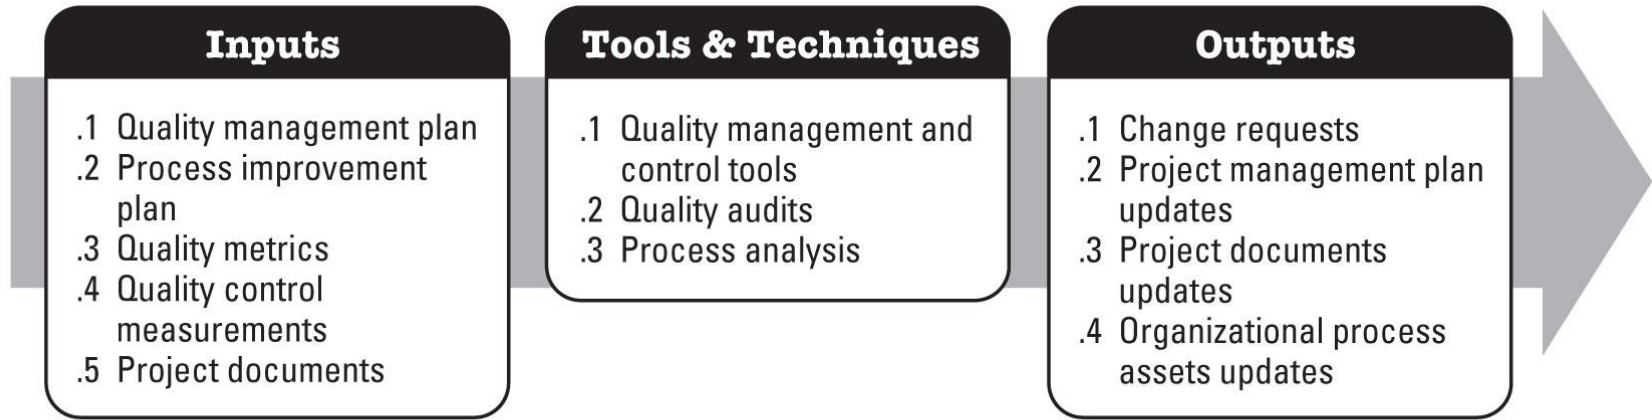 Inputs
.1 Quality management plan
.2 Process improvement
plan
.3 Quality metrics
.4 Quality control
measurements
.5 Project documents
Tools & Techniques
.1 Quality management and
control tools
.2 Quality audits
.3 Process analysis
Outputs
.1 Change requests
.2 Project management plan
updates
.3 Project documents
updates
.4 Organizational process
assets updates